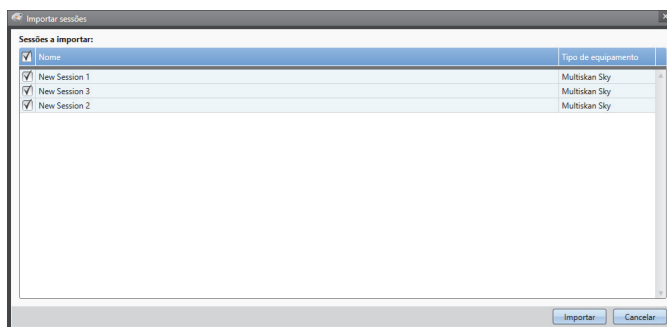 Importar sessões
Sessões a importar:
Nome Tipo de equipamento
New Session 1 Multiskan Sky
New Session 3 Multiskan Sky
New Session 2 Multiskan Sky
Importar Cancelar